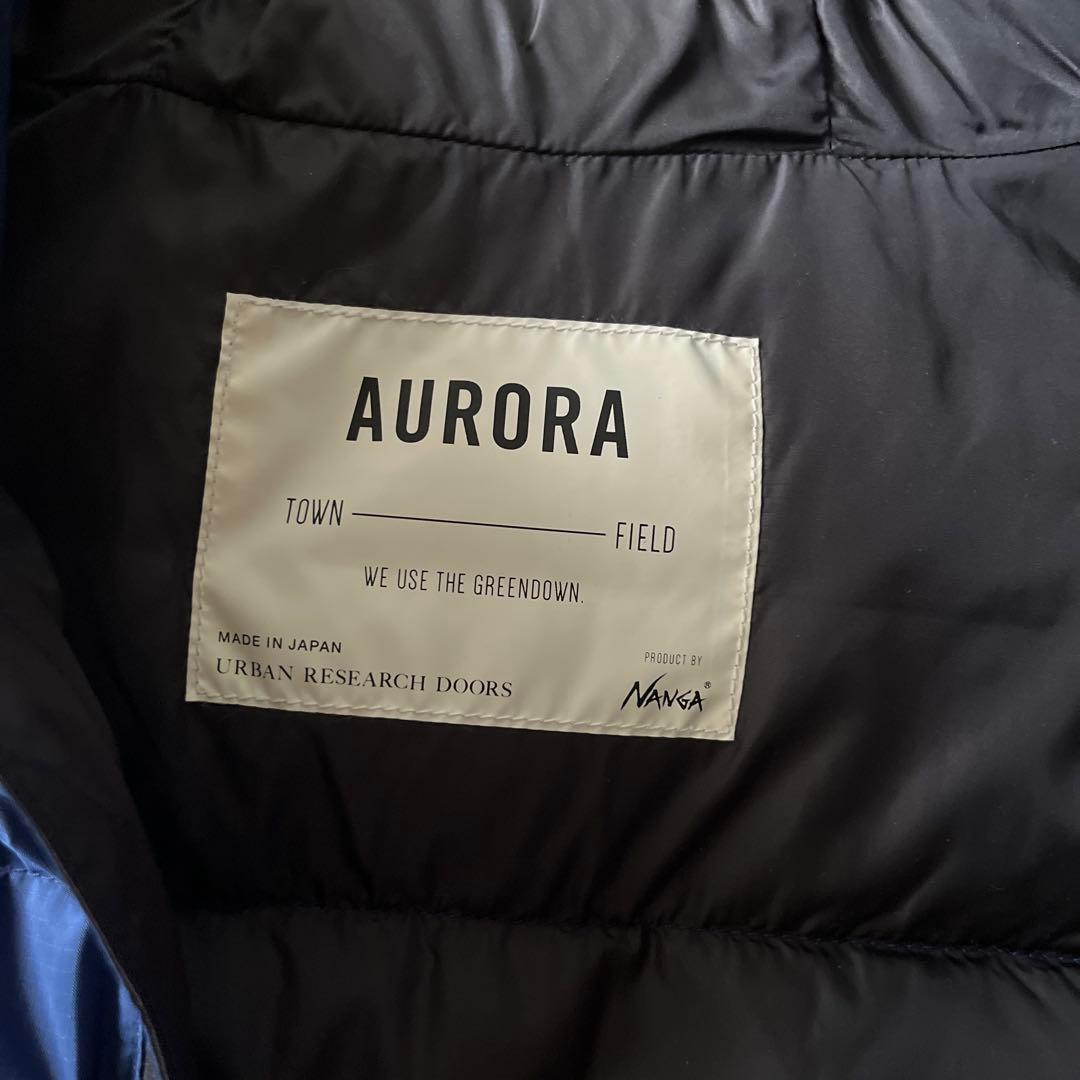 AURORA
TOWN FIELD
WE USE THE GREENDOWN.
MADE IN JAPAN
URBAN RESEARCH DOORS
PRODUCT BY
NANGA®